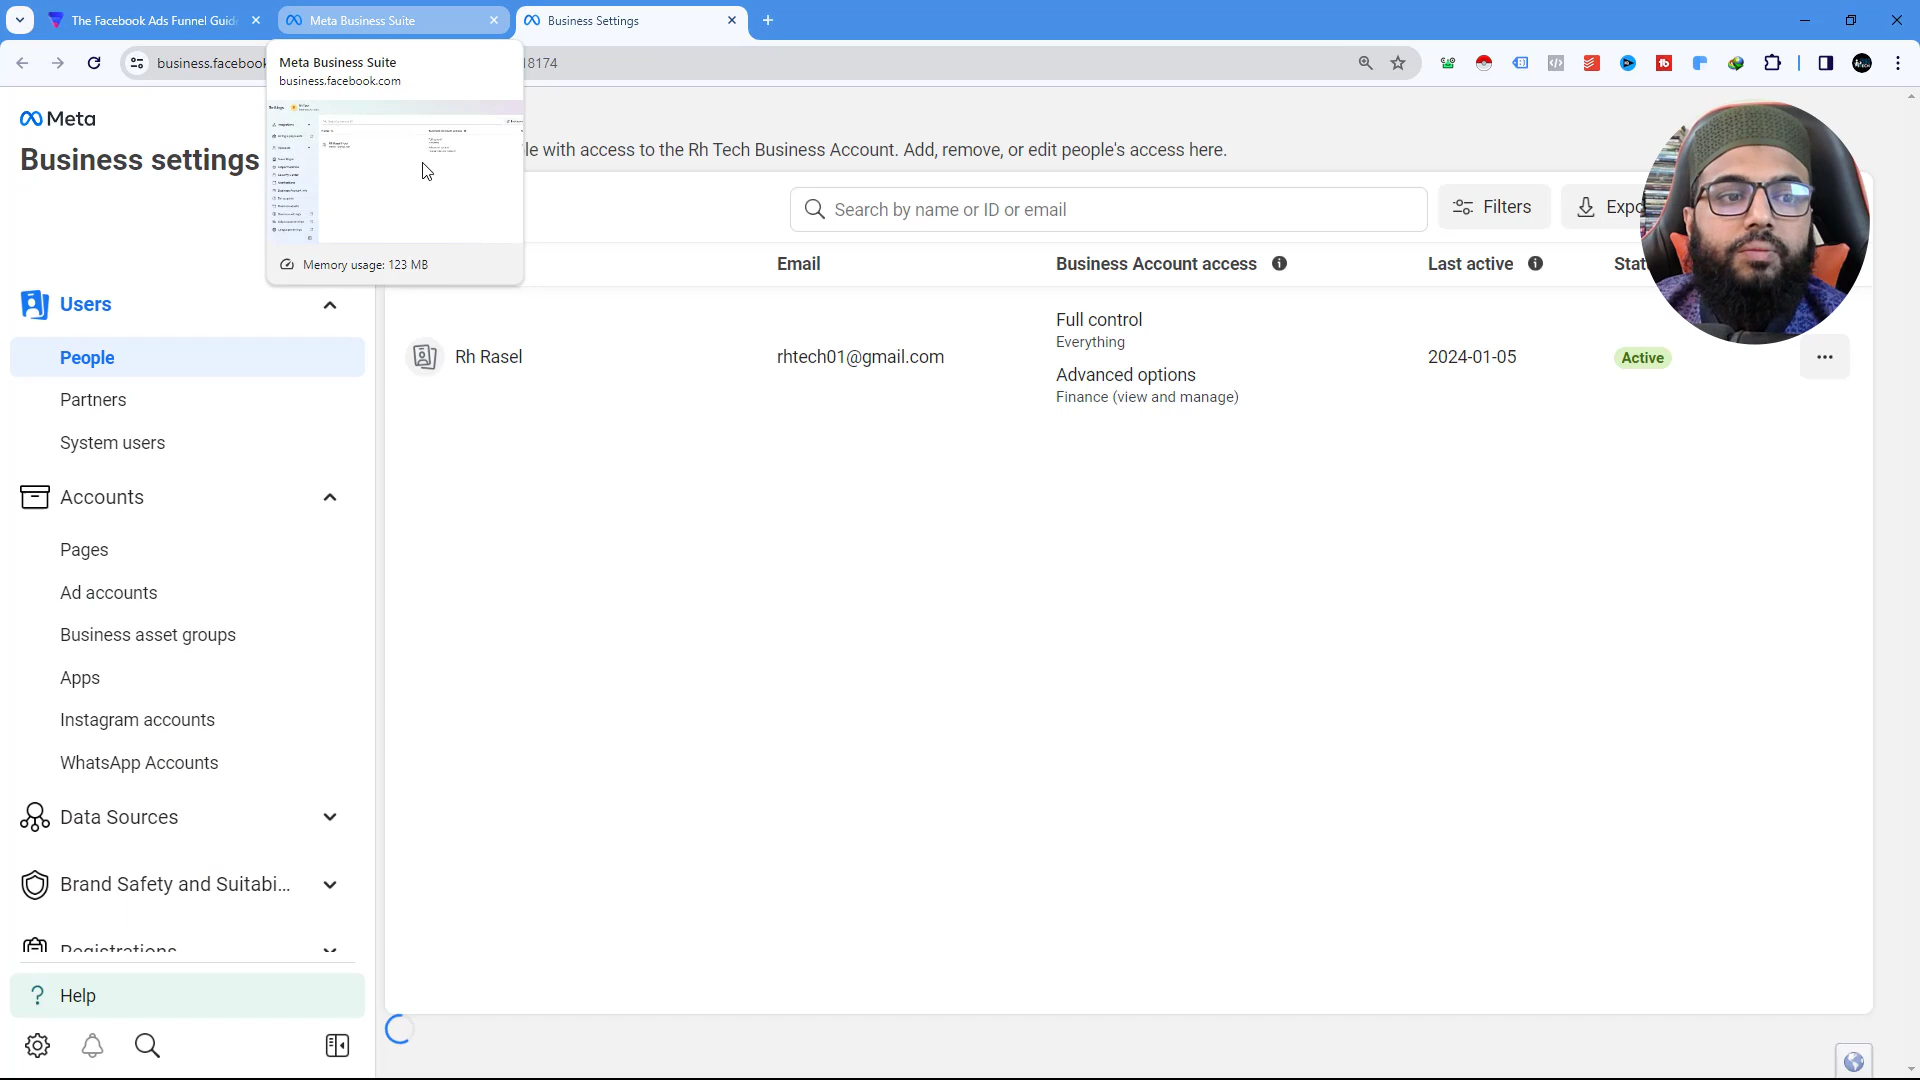 The Facebook Ads Funnel Guid
Meta Business Suite
Business Settings
business.facebook
18174
Meta Business Suite
business.facebook.com
Memory usage: 123 MB
Meta
Business settings
le with access to the Rh Tech Business Account. Add, remove, or edit people's access here.
Search by name or ID or email
Filters
Expo
Email
Business Account access
Last active
Stat
Users
People
Partners
System users
Rh Rasel
rhtech01@gmail.com
Full control
Everything
Advanced options
Finance (view and manage)
2024-01-05
Active
Accounts
Pages
Ad accounts
Business asset groups
Apps
Instagram accounts
WhatsApp Accounts
Data Sources
Brand Safety and Suitabi...
Registrations
? Help